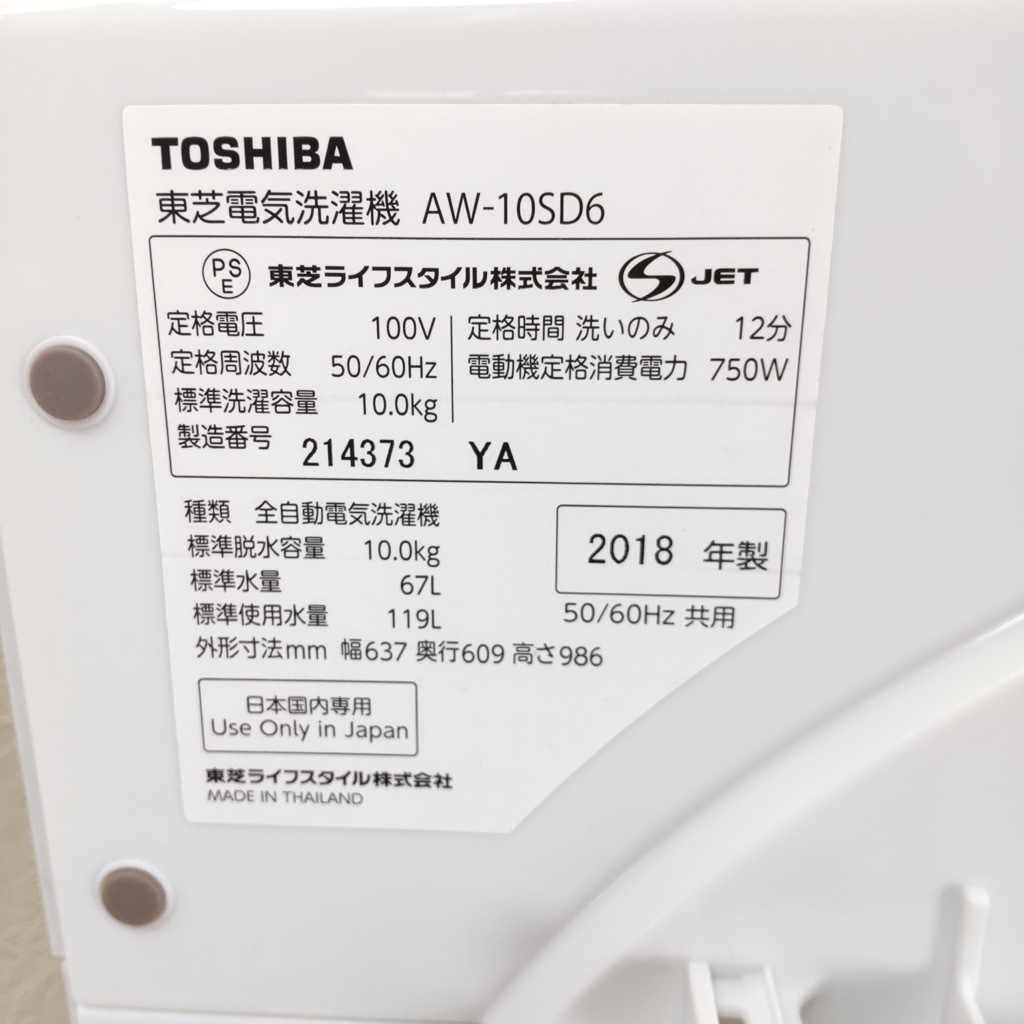 TOSHIBA
東芝電気洗濯機 AW-10SD6
PSE 東芝ライフスタイル株式会社 S JET
定格電圧 100V
定格周波数 50/60Hz
標準洗濯容量 10.0kg
定格時間 洗いのみ 12分
電動機定格消費電力 750W
製造番号 214373 YA
種類 全自動電気洗濯機
標準脱水容量 10.0kg
標準水量 67L
標準使用水量 119L
外形寸法mm 幅637 奥行609 高さ986
2018 年製
50/60Hz 共用
日本国内専用
Use Only in Japan
東芝ライフスタイル株式会社
MADE IN THAILAND